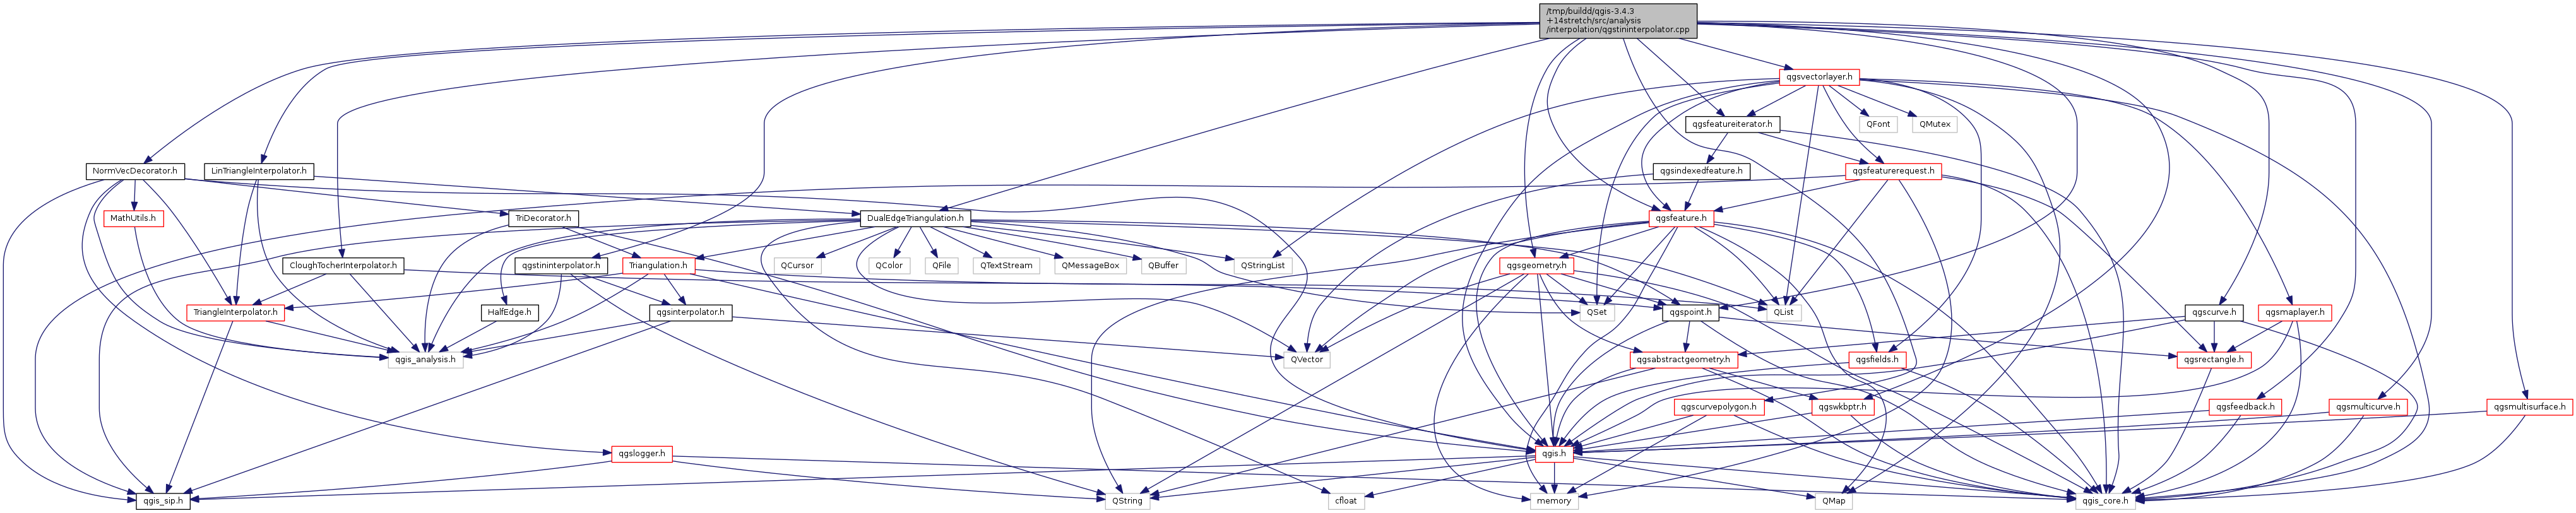 /tmp/buildd/qgis-3.4.3
+14stretch/src/analysis
/interpolation/qgstininterpolator.cpp
qgsvectorlayer.h
qgsfeatureiterator.h
QFont
QMutex
NormVecDecorator.h
LinTriangleInterpolator.h
qgsindexedfeature.h
qgsfeaturerequest.h
MathUtils.h
TriDecorator.h
DualEdgeTriangulation.h
qgsfeature.h
CloughTocherInterpolator.h
qgstininterpolator.h
Triangulation.h
QCursor
QColor
QFile
QTextStream
QMessageBox
QBuffer
QStringList
qgsgeometry.h
TriangleInterpolator.h
HalfEdge.h
qgsinterpolator.h
QSet
qgspoint.h
QList
qgscurve.h
qgsmaplayer.h
qgis_analysis.h
QVector
qgsabstractgeometry.h
qgsfields.h
qgsrectangle.h
qgscurvepolygon.h
qgswkbptr.h
qgsfeedback.h
qgsmulticurve.h
qgsmultisurface.h
qgslogger.h
qgis.h
qgis_sip.h
QString
cfloat
memory
QMap
qgis_core.h